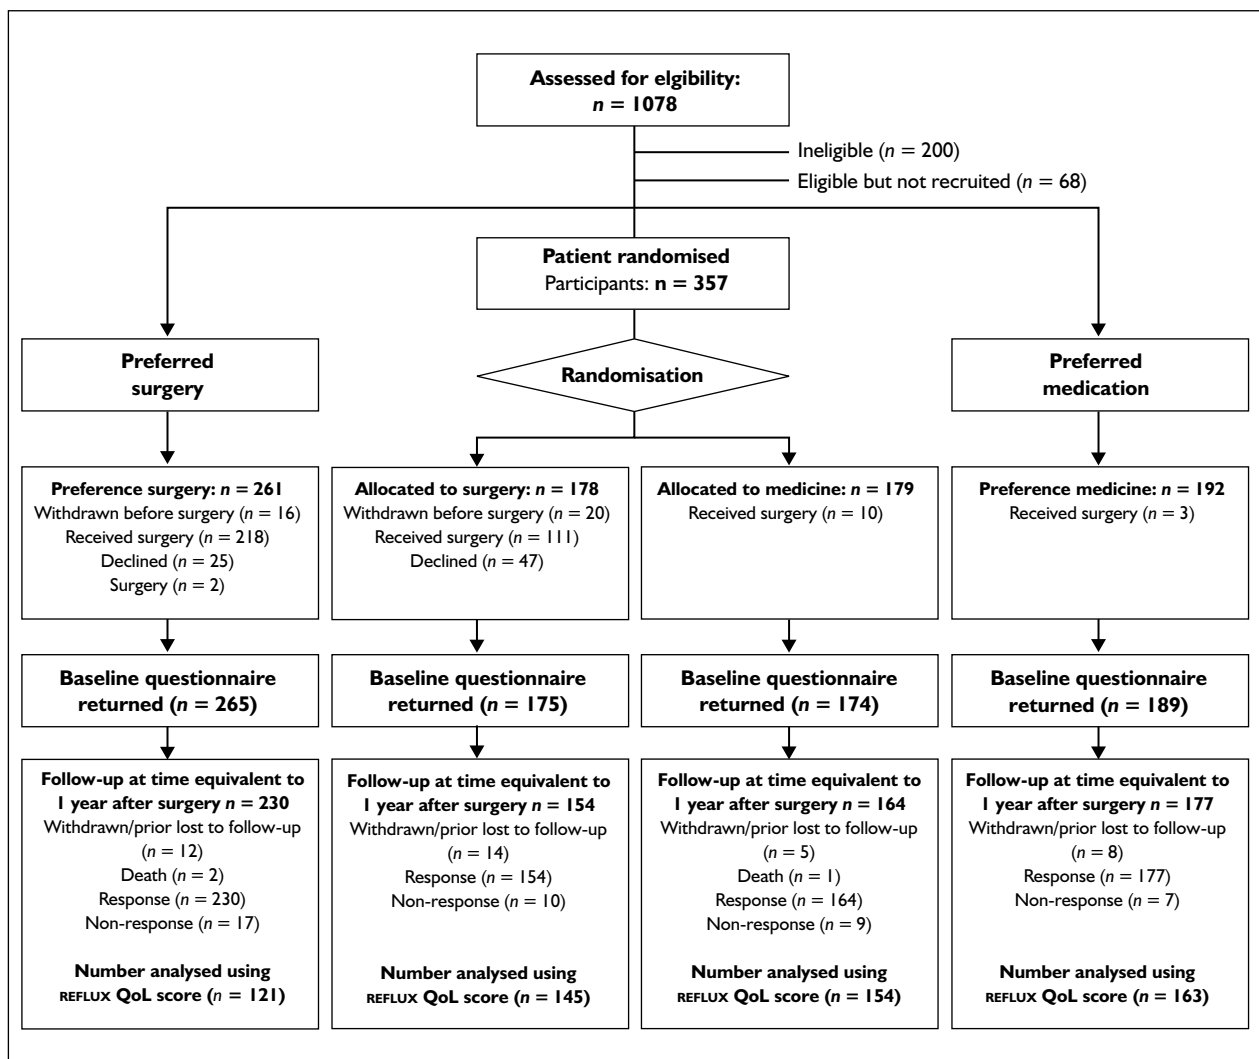 Assessed for elgibility:
n = 1078
Ineligible (n = 200)
Eligible but not recruited (n = 68)
Patient randomised
Participants: n = 357
Preferred
surgery
Randomisation
Preferred
medication
Preference surgery: n = 261
Withdrawn before surgery (n = 16)
Received surgery (n = 218)
Declined (n = 25)
Surgery (n = 2)
Allocated to surgery: n = 178
Withdrawn before surgery (n = 20)
Received surgery (n = 111)
Declined (n = 47)
Allocated to medicine: n = 179
Received surgery (n = 10)
Preference medicine: n = 192
Received surgery (n = 3)
Baseline questionnaire
returned (n = 265)
Baseline questionnaire
returned (n = 175)
Baseline questionnaire
returned (n = 174)
Baseline questionnaire
returned (n = 189)
Follow-up at time equivalent to
1 year after surgery n = 230
Withdrawn/prior lost to follow-up
(n = 12)
Death (n = 2)
Response (n = 230)
Non-response (n = 17)
Number analysed using
REFLUX QoL score (n = 121)
Follow-up at time equivalent to
1 year after surgery n = 154
Withdrawn/prior lost to follow-up
(n = 14)
Response (n = 154)
Non-response (n = 10)
Number analysed using
REFLUX QoL score (n = 145)
Follow-up at time equivalent to
1 year after surgery n = 164
Withdrawn/prior lost to follow-up
(n = 5)
Death (n = 1)
Response (n = 164)
Non-response (n = 9)
Number analysed using
REFLUX QoL score (n = 154)
Follow-up at time equivalent to
1 year after surgery n = 177
Withdrawn/prior lost to follow-up
(n = 8)
Response (n = 177)
Non-response (n = 7)
Number analysed using
REFLUX QoL score (n = 163)